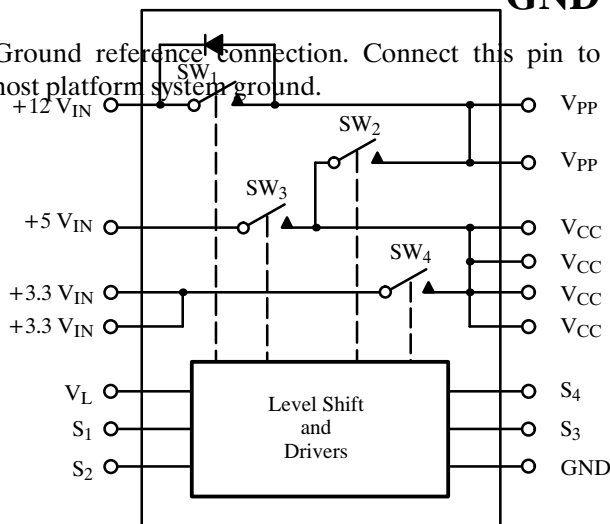 GND
Ground reference connection. Connect this pin to
host platform system ground.
SW1
+12 VIN
VPP
SW2
VPP
SW3
+5 VIN
VCC
SW4
VCC
+3.3 VIN
VCC
+3.3 VIN
VCC
VL
S4
Level Shift
and
Drivers
S1
S3
S2
GND